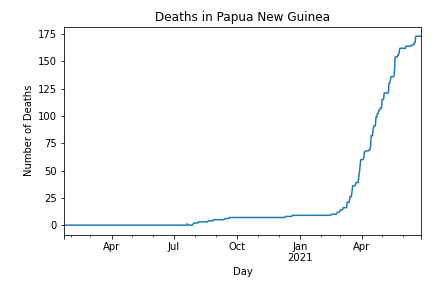 Deaths in Papua New Guinea
Number of Deaths
175
150
125
100
75
50
25
0
Apr
Jul
Oct
Jan
2021
Apr
Day